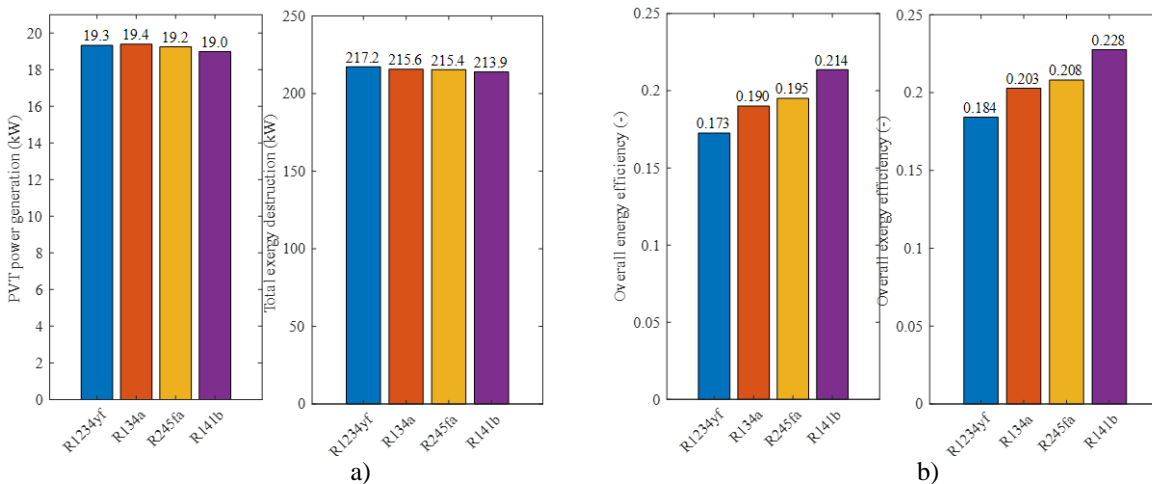 PVT power generation (kW)
20
18
16
14
12
10
8
6
4
2
0
19.3
19.4
19.2
19.0
R1234yf
R134a
R245fa
R141b
Total exergy destruction (kW)
250
200
150
100
50
0
217.2
215.6
215.4
213.9
R1234yf
R134a
R245fa
R141b
a)
Overall energy efficiency (-)
0.25
0.2
0.15
0.1
0.05
0
0.173
0.190
0.195
0.214
R1234yf
R134a
R245fa
R141b
Overall exergy efficiency (-)
0.25
0.2
0.15
0.1
0.05
0
0.184
0.203
0.208
0.228
R1234yf
R134a
R245fa
R141b
b)